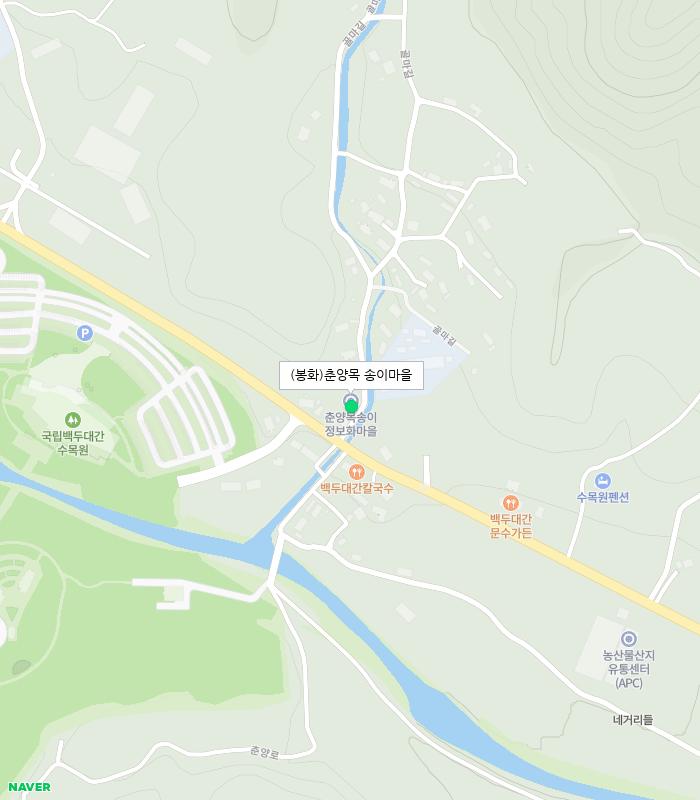 골마길
골마
골마길
P
골마길
(봉화)춘양목 송이마을
춘양목송이
정보화마을
국립백두대간
수목원
백두대간칼국수
수목원펜션
백두대간
문수가든
농산물산지
유통센터
(APC)
네거리들
춘양로
NAVER